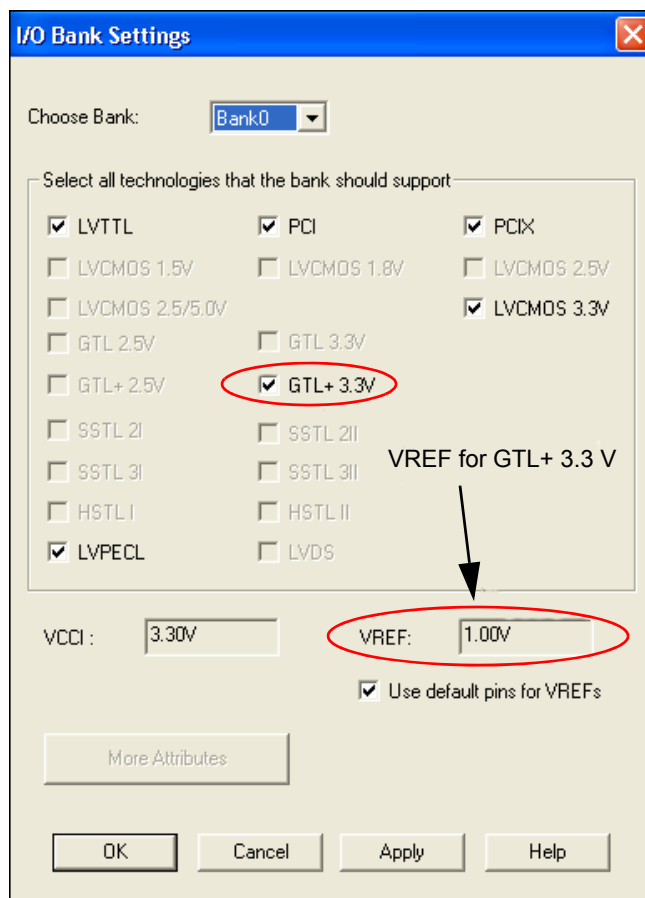 I/O Bank Settings
Choose Bank: Bank0
Select all technologies that the bank should support
LVTTL PCI PCIX
LVCMOS 1.5V LVCMOS 1.8V LVCMOS 2.5V
LVCMOS 2.5/5.0V LVCMOS 3.3V
GTL 2.5V GTL 3.3V
GTL+ 2.5V GTL+ 3.3V
SSTL 2I SSTL 2II
VREF for GTL+ 3.3 V
SSTL 3I SSTL 3II
HSTL I HSTL II
LVPECL LVDS
VCCI : 3.30V VREF: 1.00V
Use default pins for VREFs
More Attributes
OK Cancel Apply Help